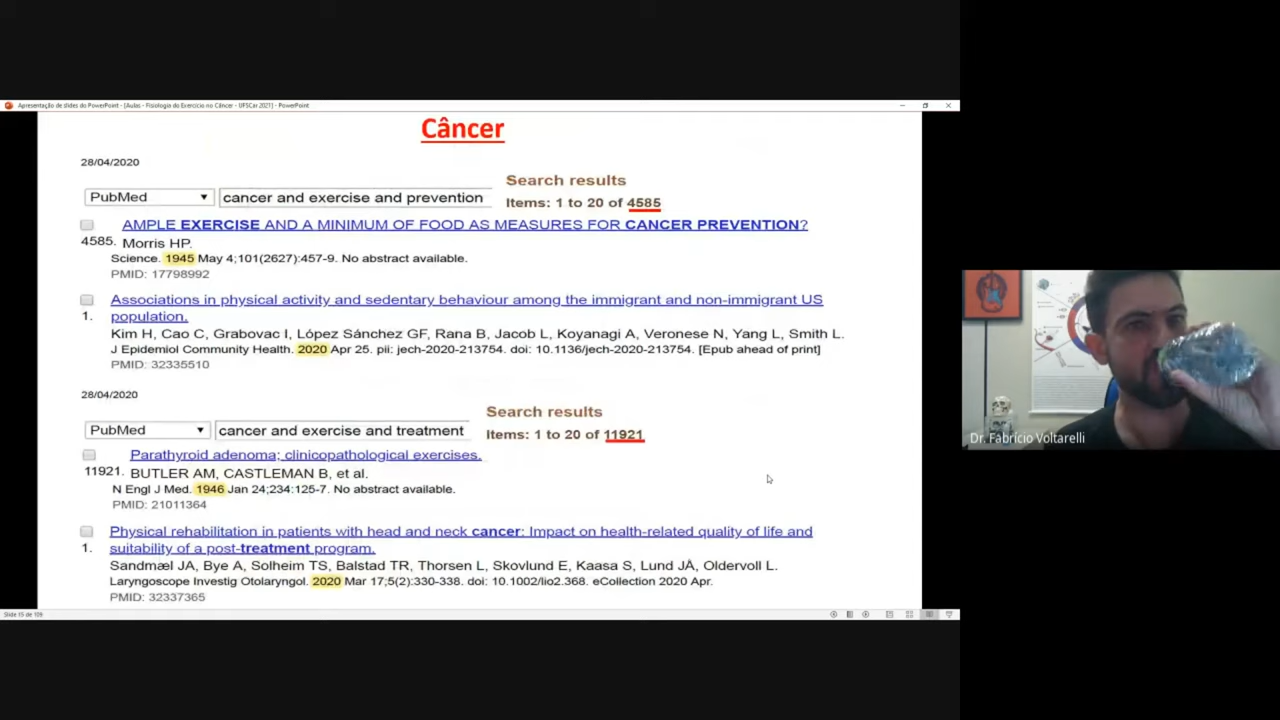 Apresentação de slides do PowerPoint - [Aulas - Fisiologia do Exercício no Câncer - UFSCar 2021] - PowerPoint
Câncer
28/04/2020
Search results
PubMed cancer and exercise and prevention
Items: 1 to 20 of 4585
AMPLE EXERCISE AND A MINIMUM OF FOOD AS MEASURES FOR CANCER PREVENTION?
4585. Morris HP.
Science. 1945 May 4;101(2627):457-9. No abstract available.
PMID: 17798992
Associations in physical activity and sedentary behaviour among the immigrant and non-immigrant US
1. population.
Kim H, Cao C, Grabovac I, López Sánchez GF, Rana B, Jacob L, Koyanagi A, Veronese N, Yang L, Smith L.
J Epidemiol Community Health. 2020 Apr 25. pii: jech-2020-213754. doi: 10.1136/jech-2020-213754. [Epub ahead of print]
PMID: 32335510
28/04/2020
Search results
PubMed cancer and exercise and treatment
Items: 1 to 20 of 11921
Parathyroid adenoma; clinicopathological exercises.
11921. BUTLER AM, CASTLEMAN B, et al.
N Engl J Med. 1946 Jan 24;234:125-7. No abstract available.
PMID: 21011364
Physical rehabilitation in patients with head and neck cancer: Impact on health-related quality of life and
1. suitability of a post-treatment program.
Sandmæl JA, Bye A, Solheim TS, Balstad TR, Thorsen L, Skovlund E, Kaasa S, Lund JÅ, Oldervoll L.
Laryngoscope Investig Otolaryngol. 2020 Mar 17;5(2):330-338. doi: 10.1002/lio2.368. eCollection 2020 Apr.
PMID: 32337365
Slide 15 de 109
Dr. Fabrício Voltarelli